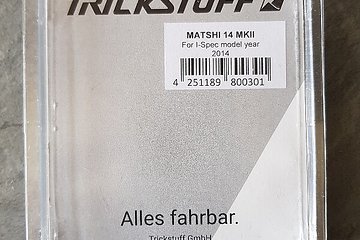 TRICKSTUFF
MATSHI 14 MKII
For I-Spec model year
2014
4 251189 800301
Alles fahrbar.
Trickstuff GmbH